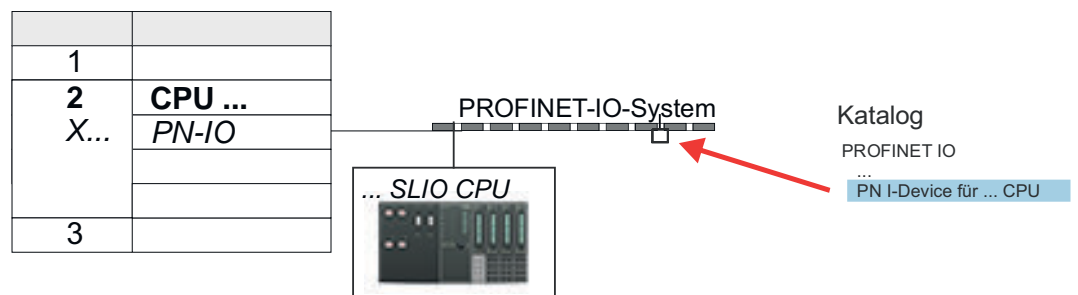 1
2 CPU ...
X... PN-IO
3
PROFINET-IO-System
... SLIO CPU
Katalog
PROFINET IO
...
PN I-Device für ... CPU